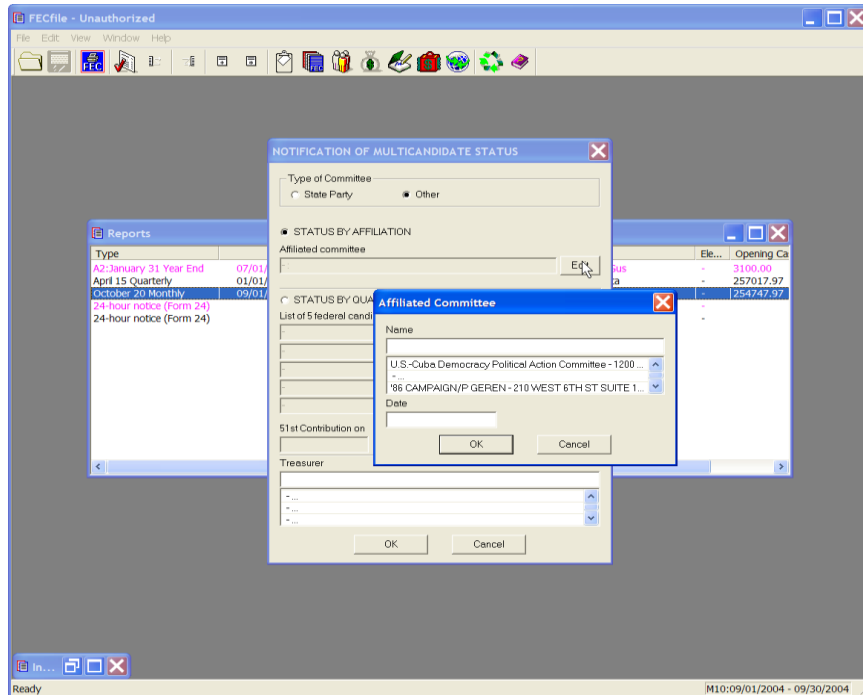 FECfile - Unauthorized
File Edit View Window Help
FEC
FEC
NOTIFICATION OF MULTICANDIDATE STATUS
Type of Committee
State Party Other
STATUS BY AFFILIATION
Affiliated committee
-
Edit
STATUS BY QUA
List of 5 federal candi
-
-
-
-
-
51st Contribution on
Treasurer
- ...
- ...
- ...
OK Cancel
Reports
Type Ele... Opening Ca
A2:January 31 Year End 07/01/ Gus - 3100.00
April 15 Quarterly 01/01/ - 257017.97
October 20 Monthly 09/01/ - 254747.97
24-hour notice (Form 24) -
24-hour notice (Form 24) -
Affiliated Committee
Name
U.S.-Cuba Democracy Political Action Committee - 1200 ...
- ...
'86 CAMPAIGN/P GEREN - 210 WEST 6TH ST SUITE 1...
Date
OK Cancel
In...
Ready M10:09/01/2004 - 09/30/2004